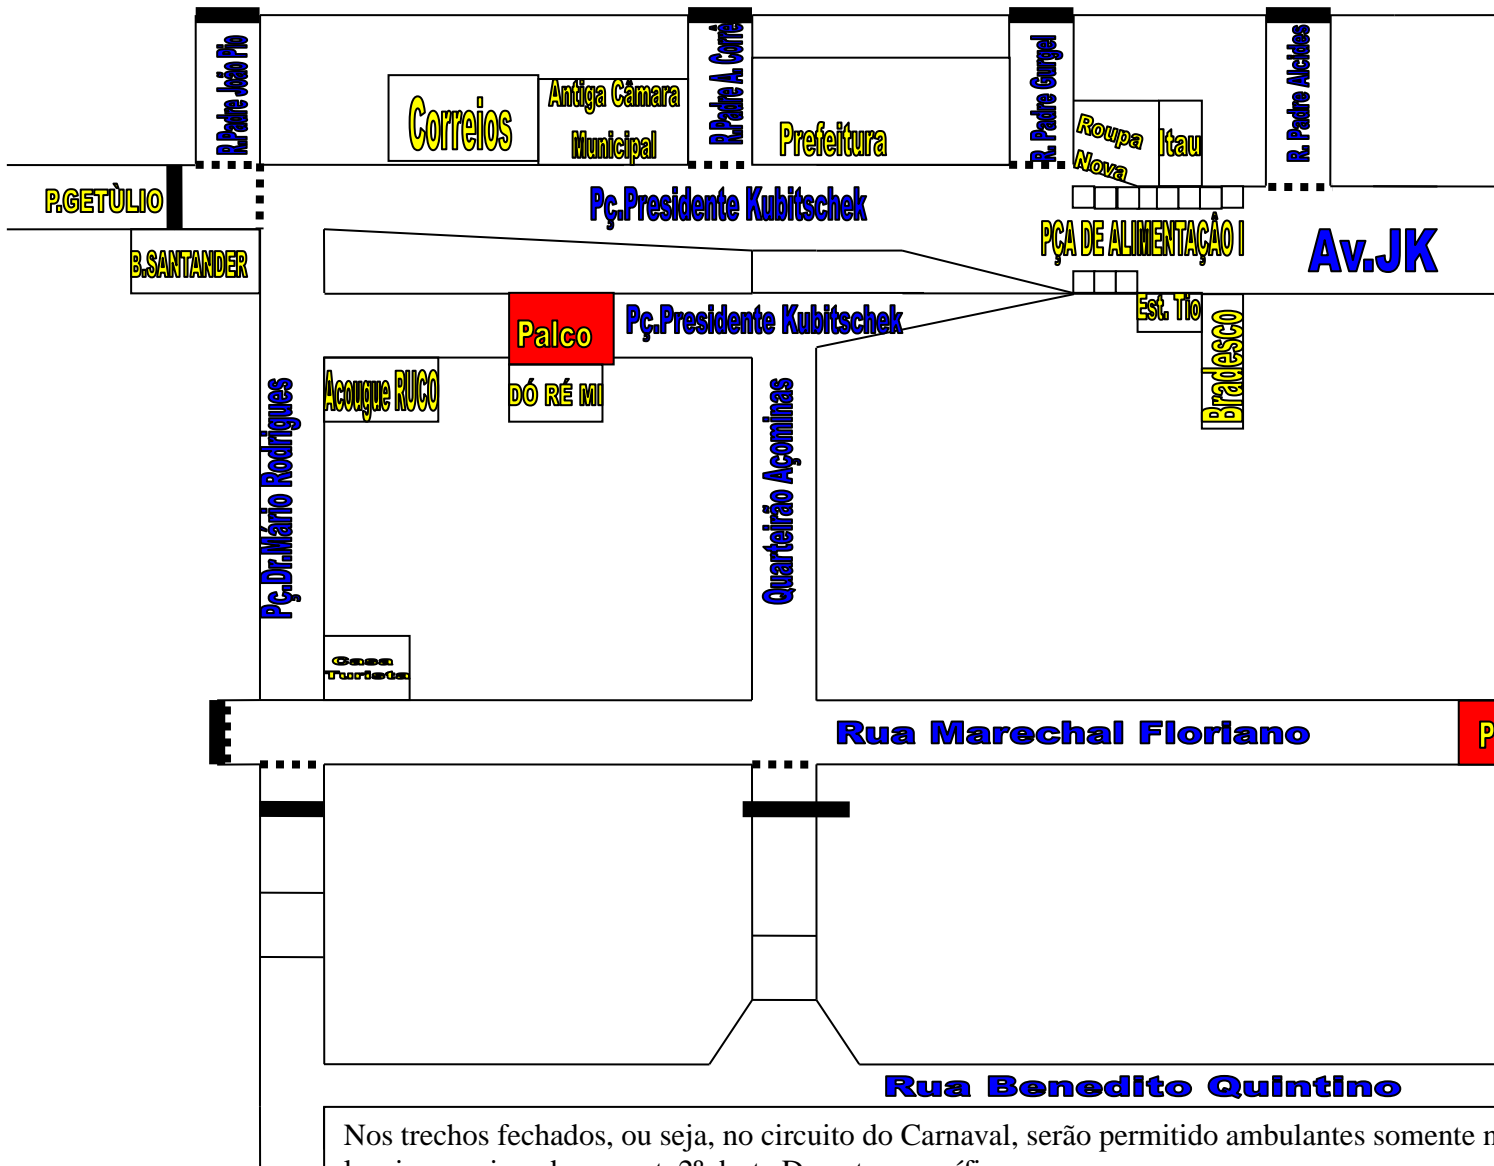 R.Padre João Pio
R.Padre A. Corrê
R. Padre Gurgel
R. Padre Alcides
Correios
Antiga Câmara
Municipal
Prefeitura
Roupa
Nova
Itau
P.GETÙLIO
Pç.Presidente Kubitschek
PÇA DE ALIMENTAÇÂO I
Av.JK
B.SANTANDER
Palco
Pç.Presidente Kubitschek
Est. Tio
Bradesco
Acougue RUCO
DÓ RÉ MI
Pç.Dr.Mário Rodrigues
Quarteirão Açominas
Casa
Turista
Rua Marechal Floriano
P
Rua Benedito Quintino
Nos trechos fechados, ou seja, no circuito do Carnaval, serão permitido ambulantes somente